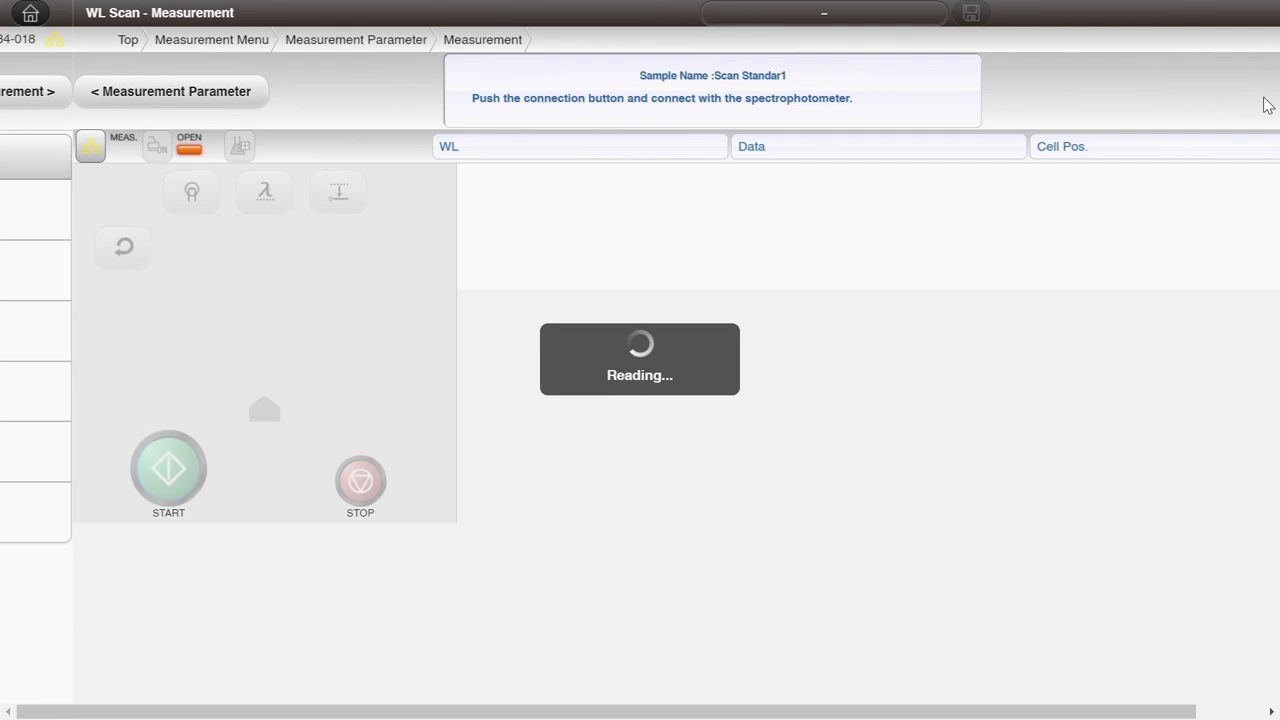 WL Scan - Measurement
–
34-018
Top
Measurement Menu
Measurement Parameter
Measurement
rement >
< Measurement Parameter
Sample Name :Scan Standar1
Push the connection button and connect with the spectrophotometer.
MEAS.
ON
OPEN
WL
Data
Cell Pos.
λ
Reading...
START
STOP